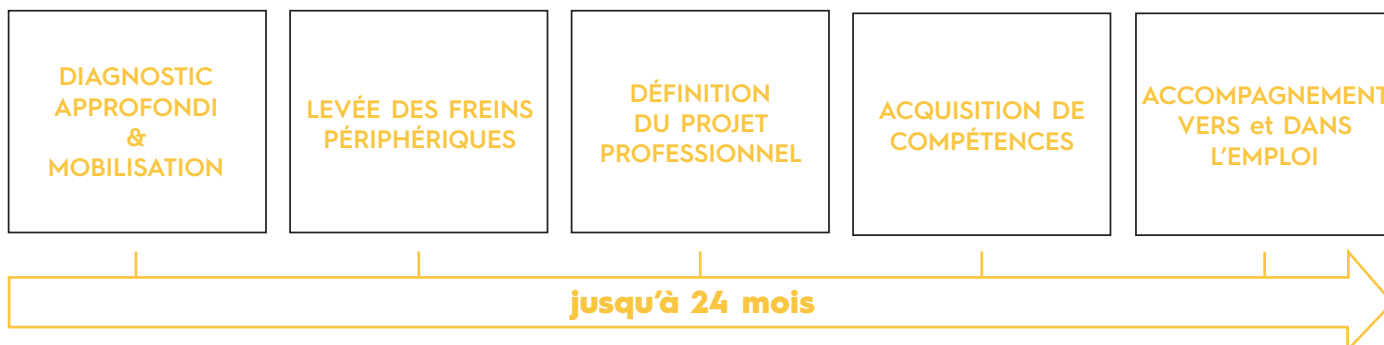 DIAGNOSTIC
APPROFONDI
&
MOBILISATION
LEVÉE DES FREINS
PÉRIPHÉRIQUES
DÉFINITION
DU PROJET
PROFESSIONNEL
ACQUISITION DE
COMPÉTENCES
ACCOMPAGNEMENT
VERS et DANS
L'EMPLOI
jusqu'à 24 mois